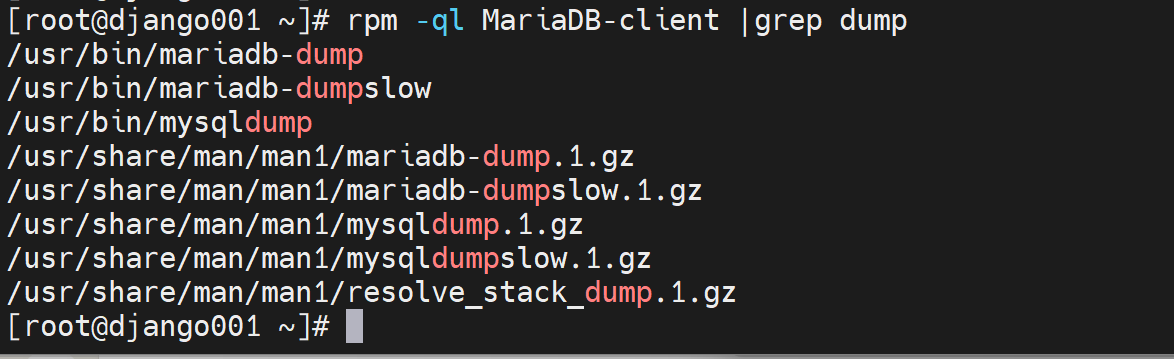 [root@django001 ~]# rpm -ql MariaDB-client |grep dump
/usr/bin/mariadb-dump
/usr/bin/mariadb-dumpslow
/usr/bin/mysqldump
/usr/share/man/man1/mariadb-dump.1.gz
/usr/share/man/man1/mariadb-dumpslow.1.gz
/usr/share/man/man1/mysqldump.1.gz
/usr/share/man/man1/mysqldumpslow.1.gz
/usr/share/man/man1/resolve_stack_dump.1.gz
[root@django001 ~]#